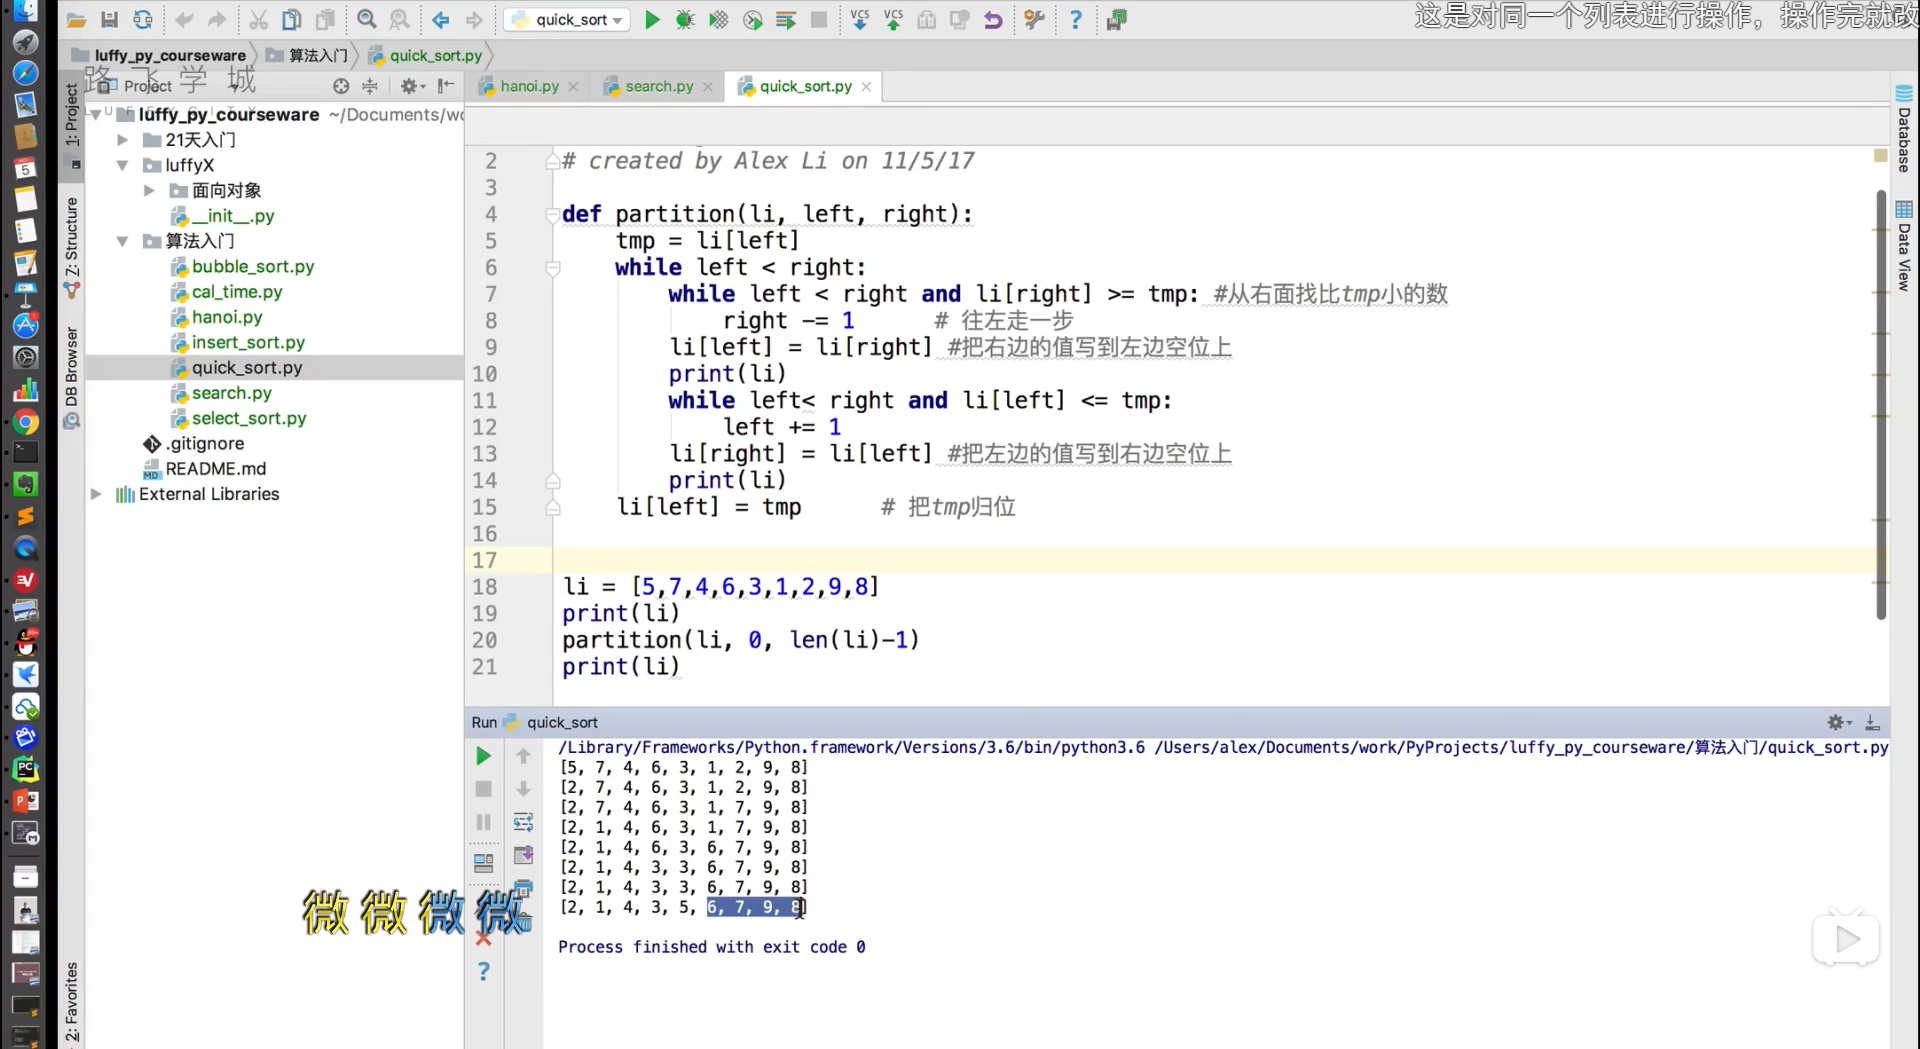 quick_sort
这是对同一个列表进行操作，操作完就改
luffy_py_courseware
算法入门
quick_sort.py
路飞学城
Project
hanoi.py
search.py
quick_sort.py
luffy_py_courseware ~/Documents/wo
21天入门
luffyX
面向对象
__init__.py
算法入门
bubble_sort.py
cal_time.py
hanoi.py
insert_sort.py
quick_sort.py
search.py
select_sort.py
.gitignore
README.md
External Libraries
1: Project
7: Structure
DB Browser
2: Favorites
Database
Data View
2 # created by Alex Li on 11/5/17
3
4 def partition(li, left, right):
5 tmp = li[left]
6 while left < right:
7 while left < right and li[right] >= tmp: #从右面找比tmp小的数
8 right -= 1 # 往左走一步
9 li[left] = li[right] #把右边的值写到左边空位上
10 print(li)
11 while left< right and li[left] <= tmp:
12 left += 1
13 li[right] = li[left] #把左边的值写到右边空位上
14 print(li)
15 li[left] = tmp # 把tmp归位
16
17
18 li = [5,7,4,6,3,1,2,9,8]
19 print(li)
20 partition(li, 0, len(li)-1)
21 print(li)
Run quick_sort
/Library/Frameworks/Python.framework/Versions/3.6/bin/python3.6 /Users/alex/Documents/work/PyProjects/luffy_py_courseware/算法入门/quick_sort.py
[5, 7, 4, 6, 3, 1, 2, 9, 8]
[2, 7, 4, 6, 3, 1, 2, 9, 8]
[2, 7, 4, 6, 3, 1, 7, 9, 8]
[2, 1, 4, 6, 3, 1, 7, 9, 8]
[2, 1, 4, 6, 3, 6, 7, 9, 8]
[2, 1, 4, 3, 3, 6, 7, 9, 8]
[2, 1, 4, 3, 3, 6, 7, 9, 8]
[2, 1, 4, 3, 5, 6, 7, 9, 8]
微微微微
Process finished with exit code 0